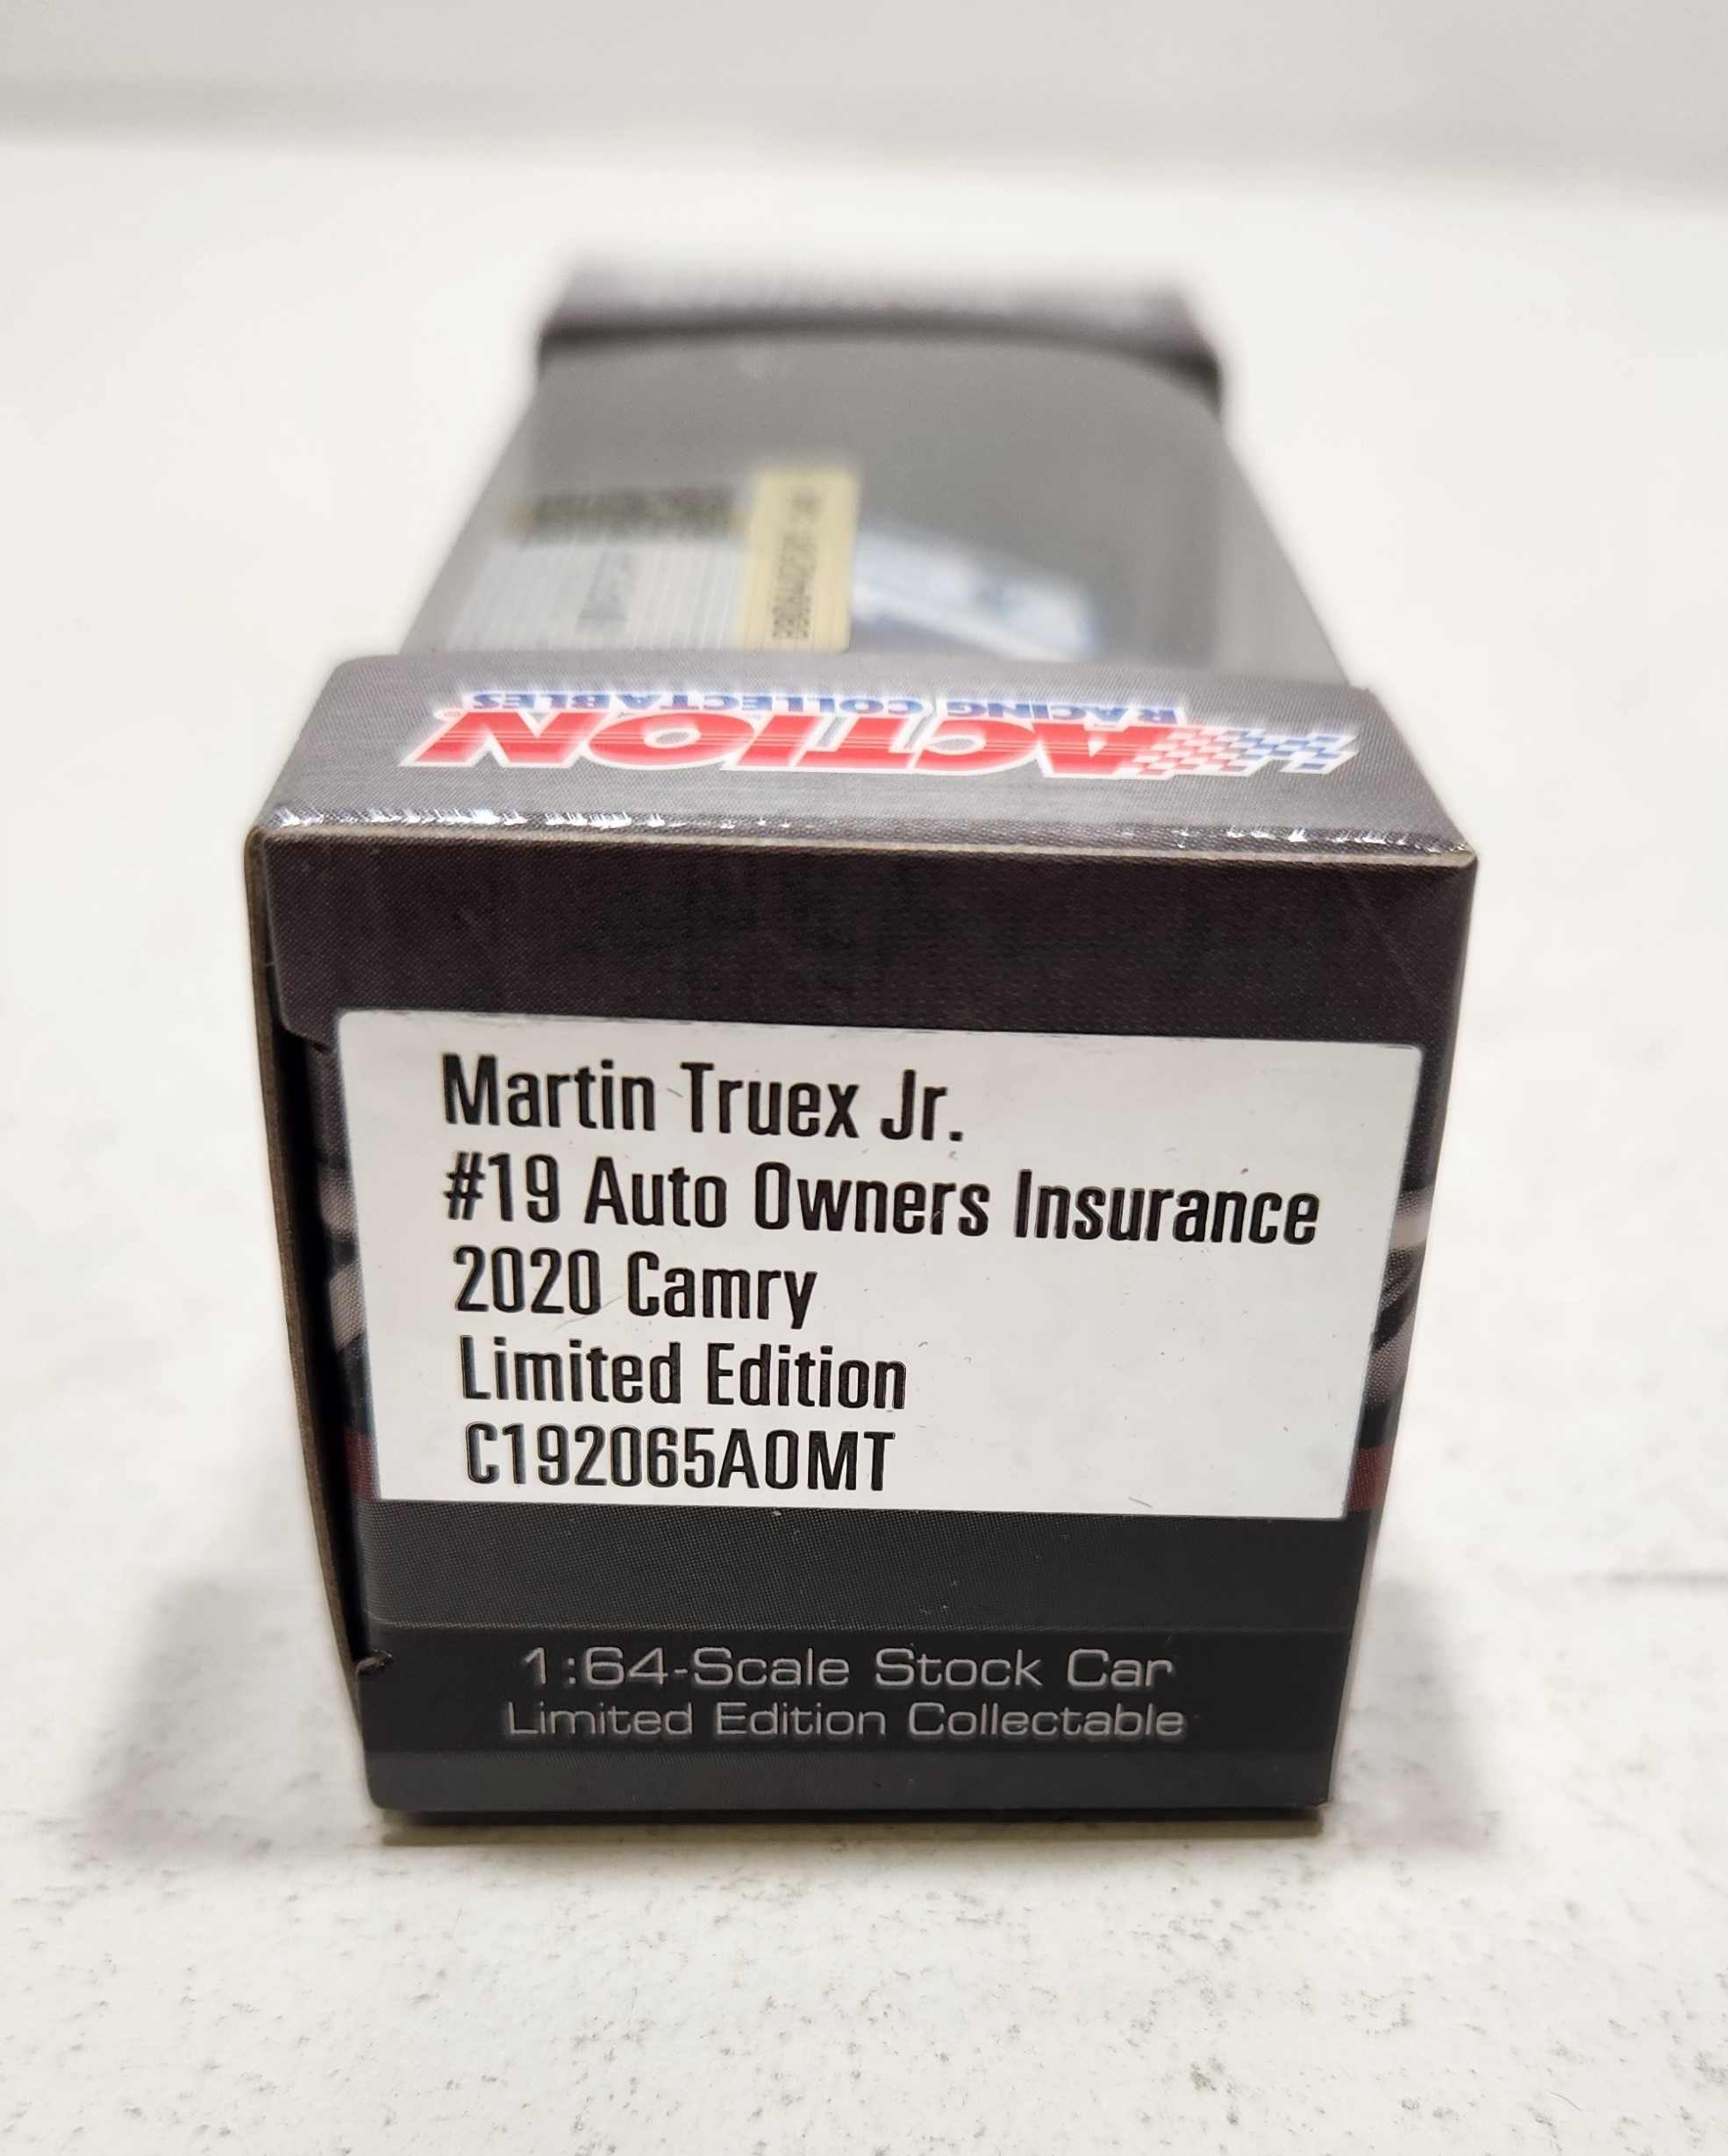 ACTION
RACING COLLECTABLES
Martin Truex Jr.
#19 Auto Owners Insurance
2020 Camry
Limited Edition
C192065AOMT
1:64-Scale Stock Car
Limited Edition Collectable